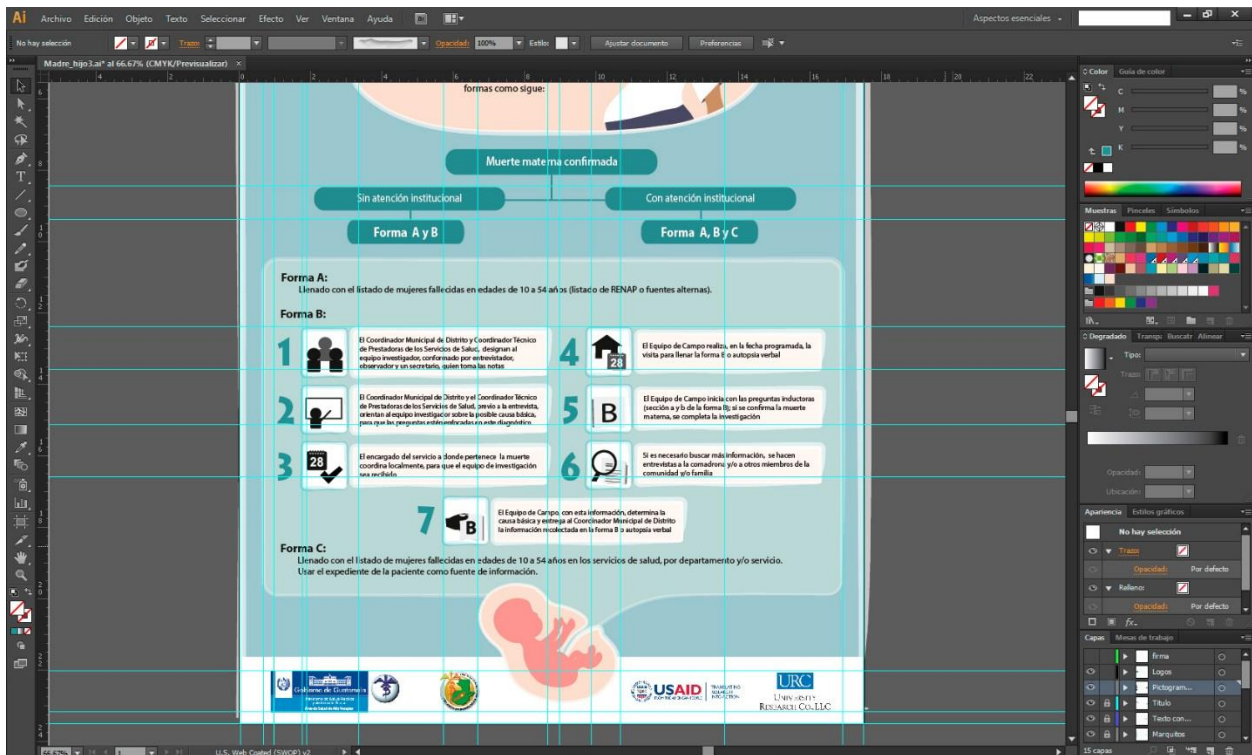 Ai Archivo Edición Objeto Texto Seleccionar Efecto Ver Ventana Ayuda
Aspectos esenciales
No hay selección
Trazo:
Opacidad: 100%
Estilo:
Ajustar documento
Preferencias
Madre_hijo3.ai* al 66.67% (CMYK/Previsualizar) ×
formas como sigue:
Muerte materna confirmada
Sin atención institucional
Con atención institucional
Forma A y B
Forma A, B y C
Forma A:
Llenado con el listado de mujeres fallecidas en edades de 10 a 54 años (listado de RENAP o fuentes alternas).
Forma B:
1
El Coordinador Municipal de Distrito y Coordinador Técnico
de Prestadoras de los Servicios de Salud, designan al
equipo investigador, conformado por entrevistador,
observador y un secretario, quien toma las notas
2
El Coordinador Municipal de Distrito y el Coordinador Técnico
de Prestadoras de los Servicios de Salud, previo a la entrevista,
orientan al equipo investigador sobre la posible causa básica,
para que las preguntas estén enfocadas en este diagnóstico
3
28
El encargado del servicio a donde pertenece la muerte
coordina localmente, para que el equipo de investigación
sea recibido
4
28
El Equipo de Campo realiza, en la fecha programada, la
visita para llenar la forma B o autopsia verbal
5
B
El Equipo de Campo inicia con las preguntas inductoras
(sección a y b de la forma B); si se confirma la muerte
materna, se completa la investigación
6
Si es necesario buscar más información, se hacen
entrevistas a la comadrona y/o a otros miembros de la
comunidad y/o familia
7
B
El Equipo de Campo, con esta información, determina la
causa básica y entrega al Coordinador Municipal de Distrito
la información recolectada en la forma B o autopsia verbal
Forma C:
Llenado con el listado de mujeres fallecidas en edades de 10 a 54 años en los servicios de salud, por departamento y/o servicio.
Usar el expediente de la paciente como fuente de información.
Gobierno de Guatemala
USAID
URC
UNIVERSITY
RESEARCH CO., LLC
Color Guía de color
C %
M %
Y %
K %
Muestras Pinceles Símbolos
Degradado Transp: Buscatr Alinear
Tipo:
Trazo:
Opacidad:
Ubicación:
Apariencia Estilos gráficos
No hay selección
Trazo:
Opacidad: Por defecto
Relleno:
Opacidad: Por defecto
fx.
Capas Mesas de trabajo
firma
Logos
Pictogram...
Titulo
Texto con...
Marquitos
15 capas
66.67% 1 U.S. Web Coated (SWOP) v2